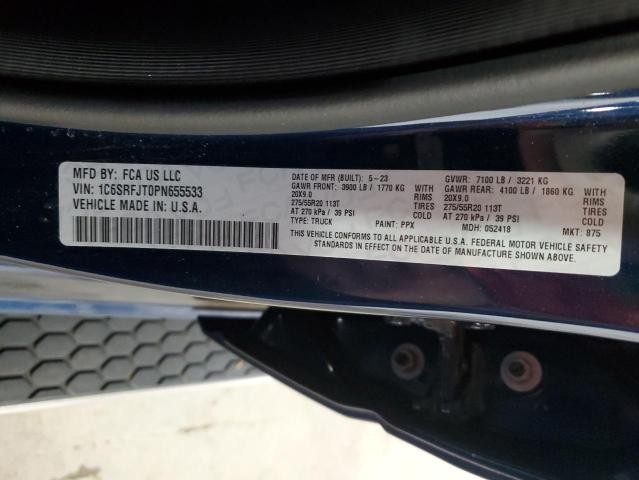 MFD BY: FCA US LLC
VIN: 1C6SRFJT0PN655533
VEHICLE MADE IN: U.S.A.
DATE OF MFR (BUILT): 5-23
GAWR FRONT: 3900 LB / 1770 KG
20X9.0
WITH RIMS
275/55R20 113T
TIRES
AT 270 kPa / 39 PSI COLD
TYPE: TRUCK
PAINT: PPX
GVWR: 7100 LB / 3221 KG
GAWR REAR: 4100 LB / 1860 KG
20X9.0
WITH RIMS
275/55R20 113T
TIRES
AT 270 kPa / 39 PSI COLD
MDH: 052418
MKT: 875
THIS VEHICLE CONFORMS TO ALL APPLICABLE U.S.A. FEDERAL MOTOR VEHICLE SAFETY
STANDARDS IN EFFECT ON THE DATE OF MANUFACTURE SHOWN ABOVE.